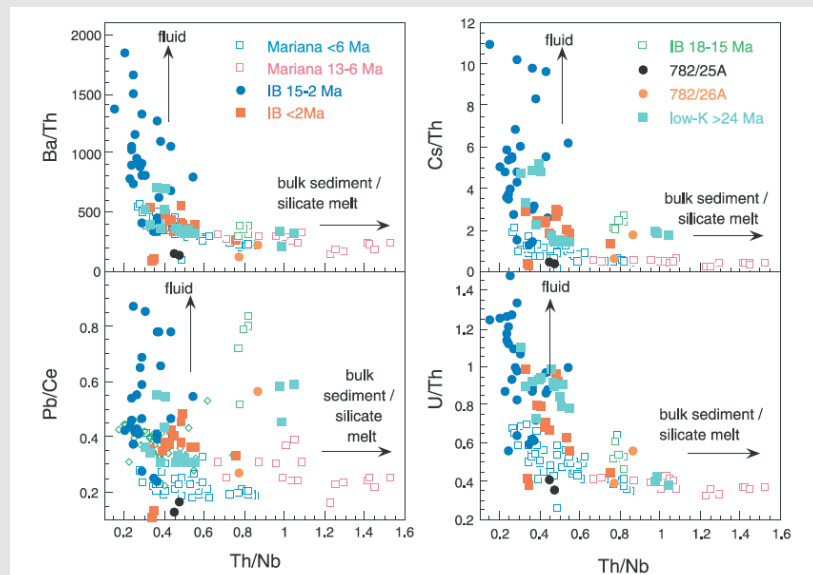 2000
1500
1000
500
0
Ba/Th
fluid
Mariana <6 Ma
Mariana 13-6 Ma
IB 15-2 Ma
IB <2Ma
bulk sediment /
silicate melt
12
10
8
6
4
2
0
Cs/Th
fluid
IB 18-15 Ma
782/25A
782/26A
low-K >24 Ma
bulk sediment /
silicate melt
0.8
0.6
0.4
0.2
Pb/Ce
fluid
bulk
sediment /
silicate
melt
0.2
0.4
0.6
0.8
1
1.2
1.4
1.6
Th/Nb
1.4
1.2
1
0.8
0.6
0.4
0.2
U/Th
fluid
bulk sediment /
silicate melt
0.2
0.4
0.6
0.8
1
1.2
1.4
1.6
Th/Nb